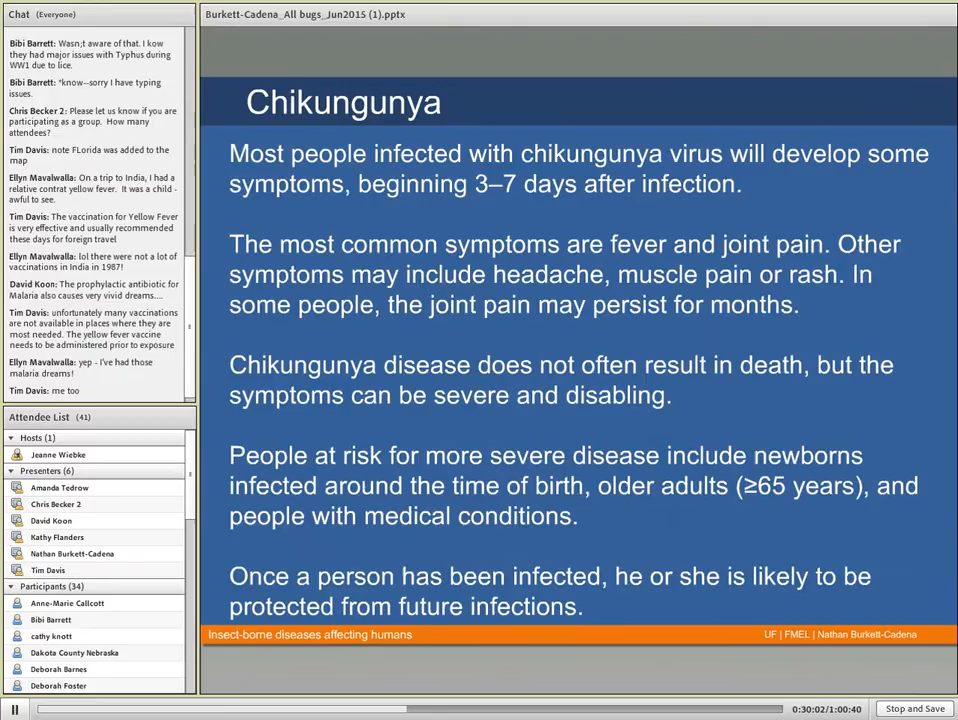 Chat (Everyone)
Bibi Barrett: Wasn;t aware of that. I kow
they had major issues with Typhus during
WW1 due to lice.
Bibi Barrett: *know--sorry I have typing
issues.
Chris Becker 2: Please let us know if you are
participating as a group. How many
attendees?
Tim Davis: note FLorida was added to the
map
Ellyn Mavalwalla: On a trip to India, I had a
relative contrat yellow fever. It was a child -
awful to see.
Tim Davis: The vaccination for Yellow Fever
is very effective and usually recommended
these days for foreign travel
Ellyn Mavalwalla: lol there were not a lot of
vaccinations in India in 1987!
David Koon: The prophylactic antibiotic for
Malaria also causes very vivid dreams....
Tim Davis: unfortunately many vaccinations
are not available in places where they are
most needed. The yellow fever vaccine
needs to be administered prior to exposure
Ellyn Mavalwalla: yep - I've had those
malaria dreams!
Tim Davis: me too
Attendee List (41)
Hosts (1)
Jeanne Wiebke
Presenters (6)
Amanda Tedrow
Chris Becker 2
David Koon
Kathy Flanders
Nathan Burkett-Cadena
Tim Davis
Participants (34)
Anne-Marie Callcott
Bibi Barrett
cathy knott
Dakota County Nebraska
Deborah Barnes
Deborah Foster
Burkett-Cadena_All bugs_Jun2015 (1).pptx
Chikungunya
Most people infected with chikungunya virus will develop some
symptoms, beginning 3–7 days after infection.
The most common symptoms are fever and joint pain. Other
symptoms may include headache, muscle pain or rash. In
some people, the joint pain may persist for months.
Chikungunya disease does not often result in death, but the
symptoms can be severe and disabling.
People at risk for more severe disease include newborns
infected around the time of birth, older adults (≥65 years), and
people with medical conditions.
Once a person has been infected, he or she is likely to be
protected from future infections.
Insect-borne diseases affecting humans
UF | FMEL | Nathan Burkett-Cadena
0:30:02/1:00:40
Stop and Save